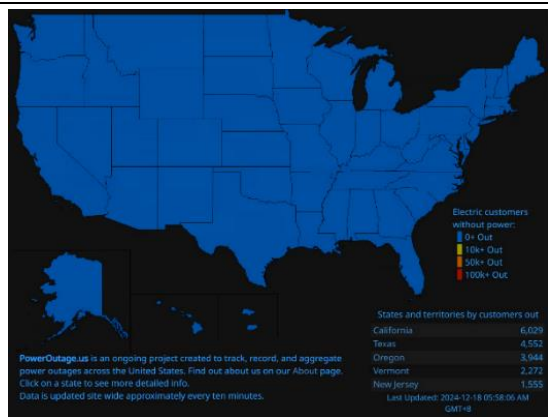 Electric customers
without power:
0+ Out
10k+ Out
50k+ Out
100k+ Out
States and territories by customers out
California 6,029
Texas 4,552
Oregon 3,944
Vermont 2,272
New Jersey 1,555
Last Updated: 2024-12-18 05:58:06 AM
GMT+8
PowerOutage.us is an ongoing project created to track, record, and aggregate
power outages across the United States. Find out about us on our About page.
Click on a state to see more detailed info.
Data is updated site wide approximately every ten minutes.